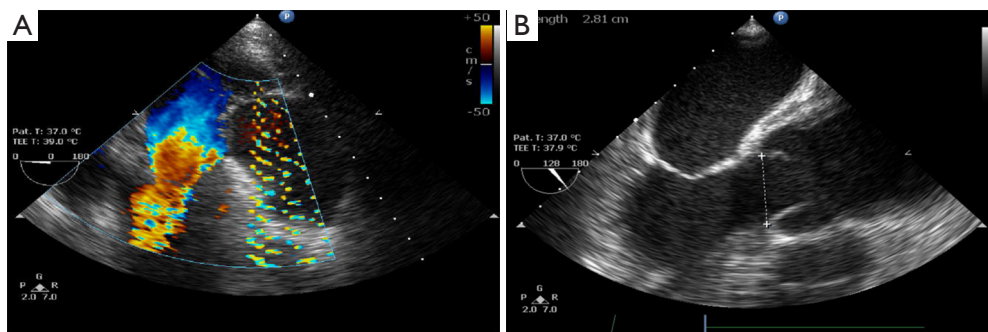 A
P
+50
c
m
/
s
-50
Pat. T: 37.0 °C
TEE T: 39.0 °C
0 0 180
G
P R
2.0 7.0
B
ength 2.81 cm
P
Pat. T: 37.0 °C
TEE T: 37.9 °C
0 128 180
G
P R
2.0 7.0